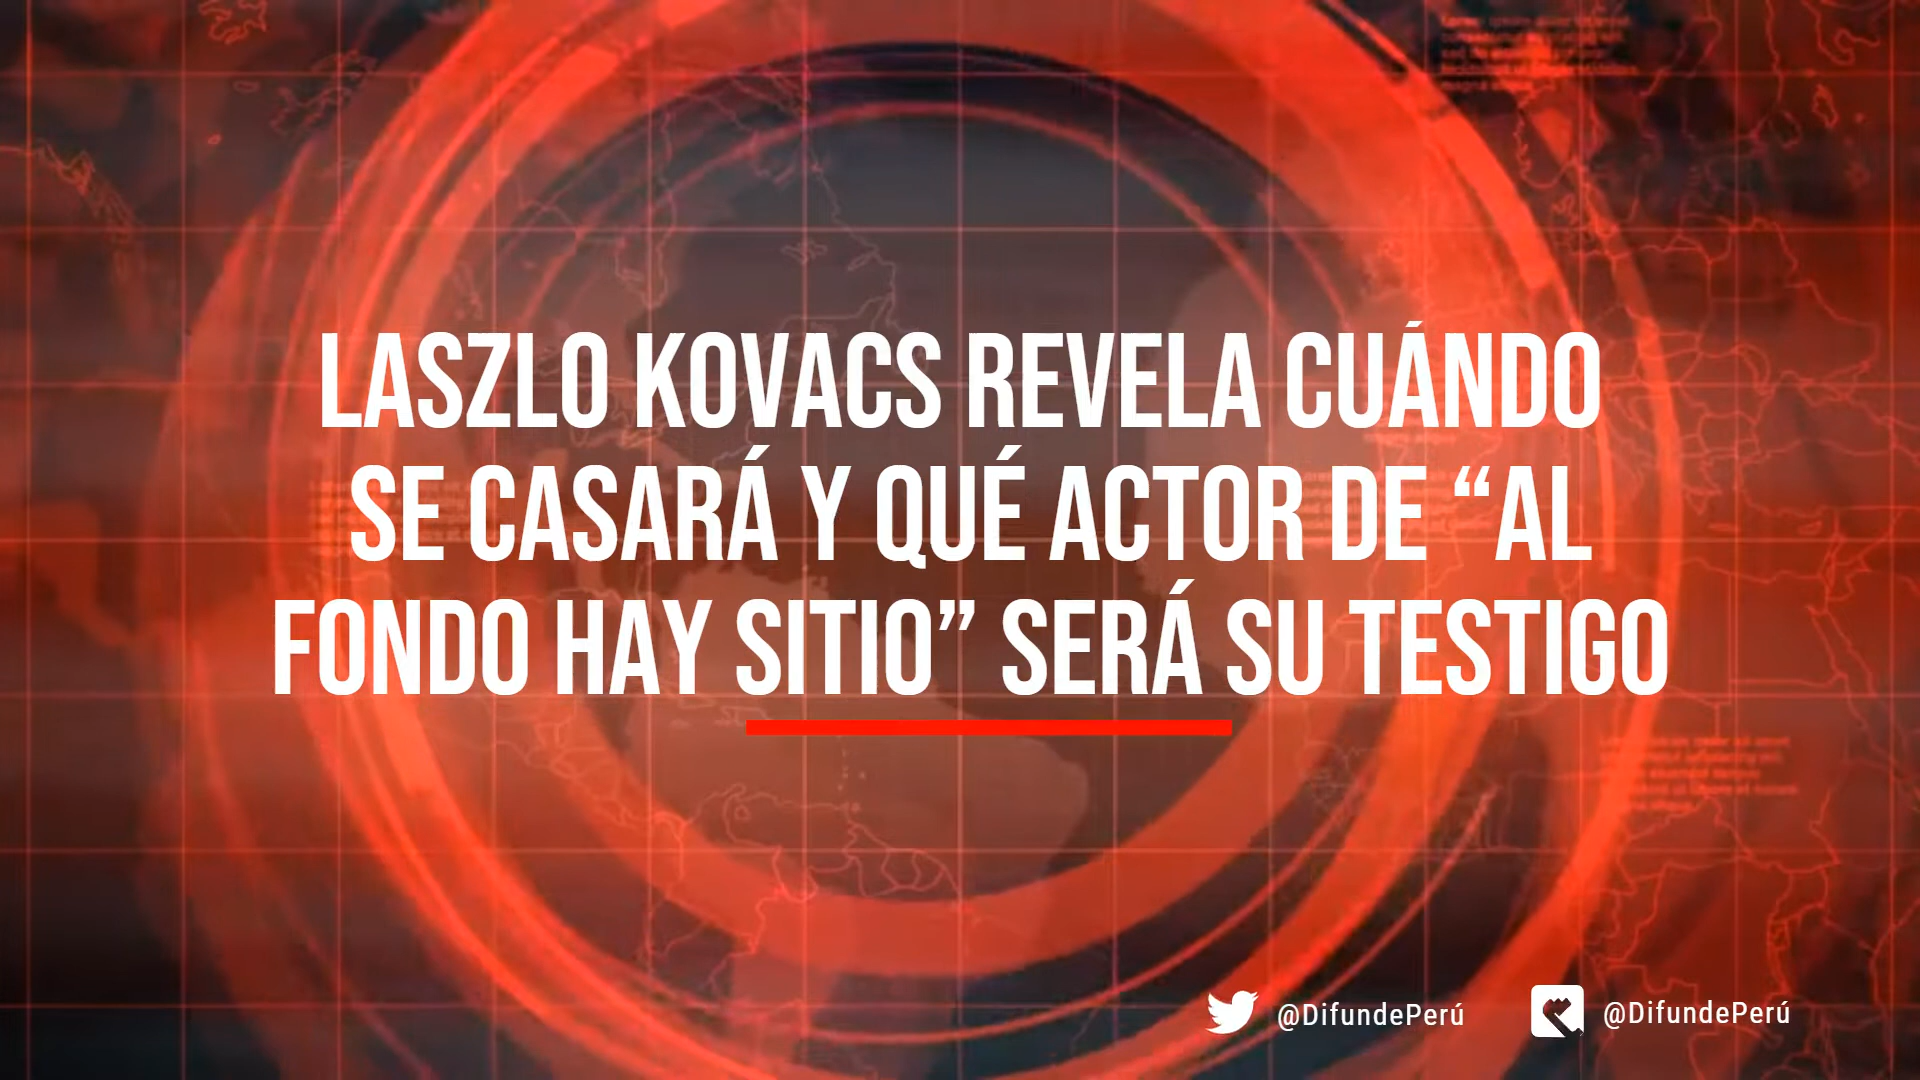 LASZLO KOVACS REVELA CUÁNDO
SE CASARÁ Y QUÉ ACTOR DE “AL
FONDO HAY SITIO” SERÁ SU TESTIGO
@DifundePerú
@DifundePerú